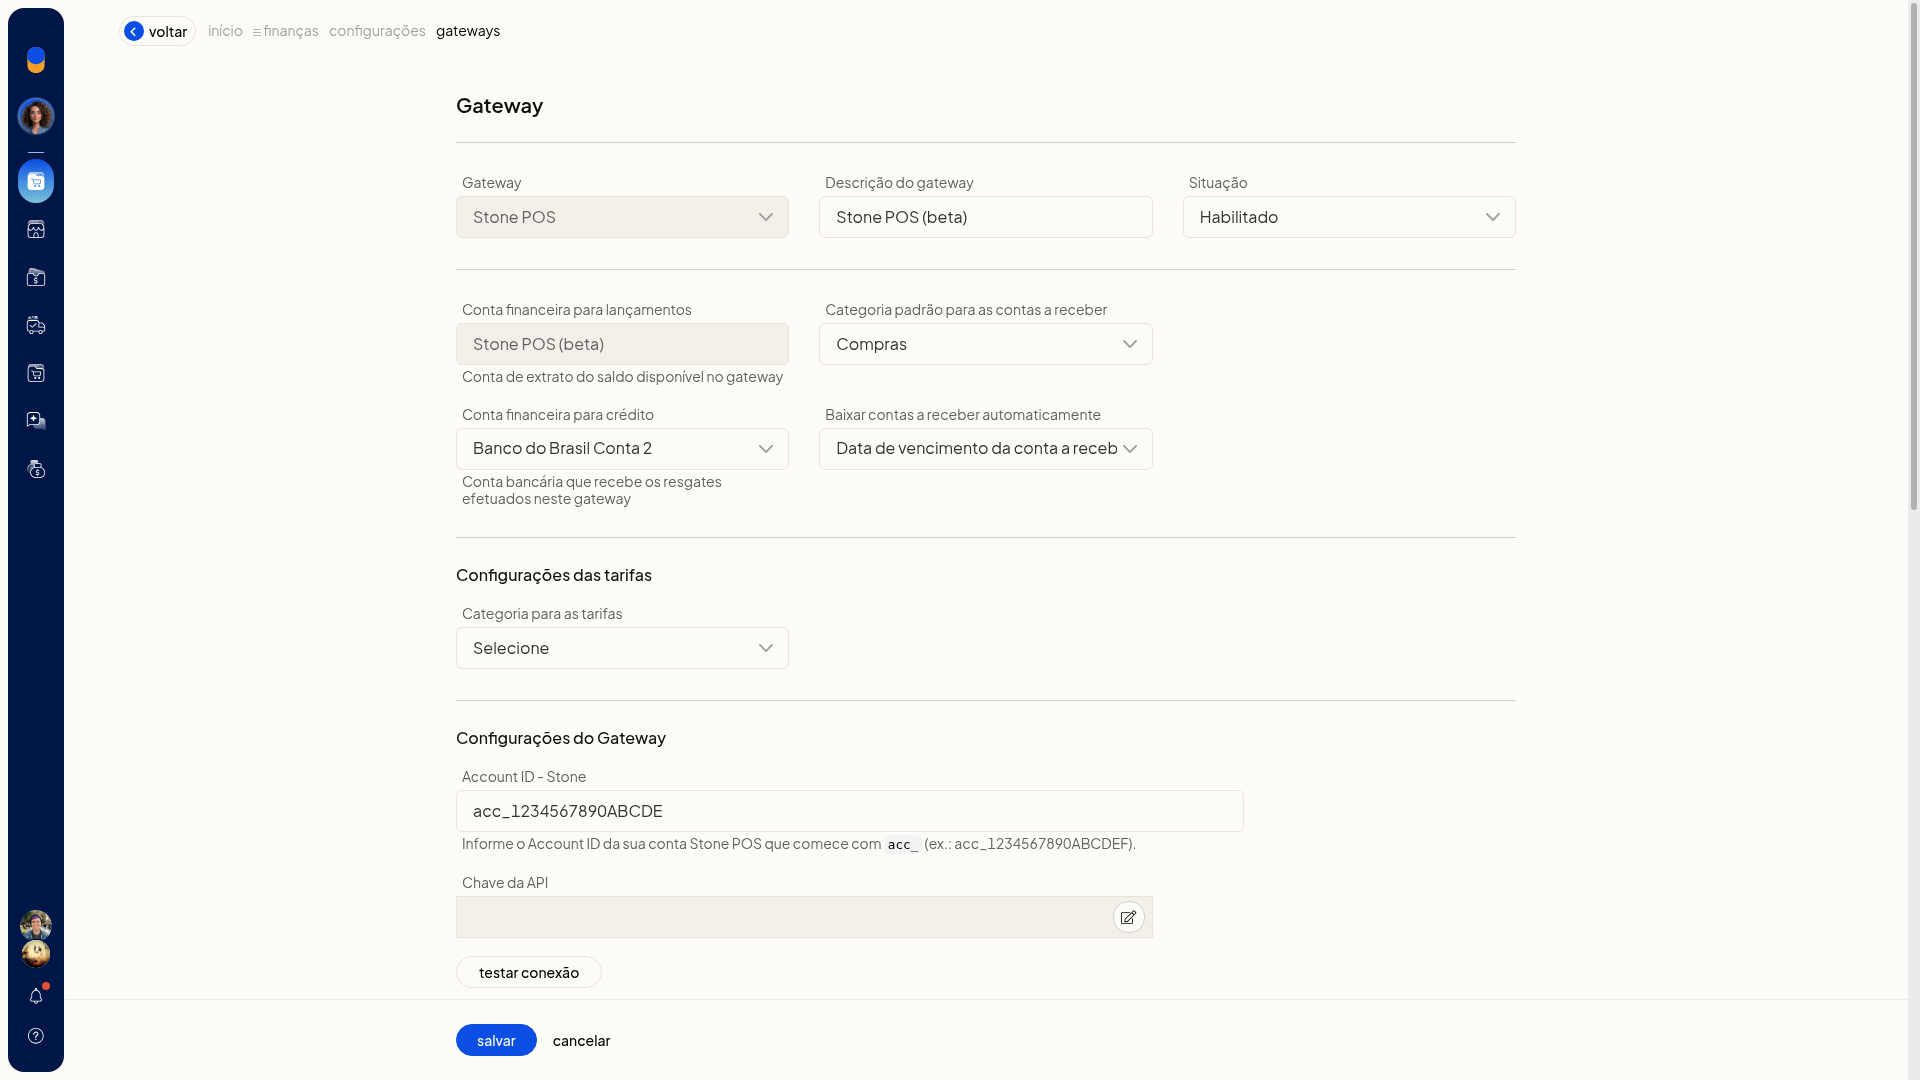 voltar início finanças configurações gateways
Gateway
Gateway Descrição do gateway Situação
Stone POS Stone POS (beta) Habilitado
Conta financeira para lançamentos Categoria padrão para as contas a receber
Stone POS (beta) Compras
Conta de extrato do saldo disponível no gateway
Conta financeira para crédito Baixar contas a receber automaticamente
Banco do Brasil Conta 2 Data de vencimento da conta a receb
Conta bancária que recebe os resgates
efetuados neste gateway
Configurações das tarifas
Categoria para as tarifas
Selecione
Configurações do Gateway
Account ID - Stone
acc_1234567890ABCDE
Informe o Account ID da sua conta Stone POS que comece com acc_ (ex.: acc_1234567890ABCDEF).
Chave da API
testar conexão
salvar cancelar